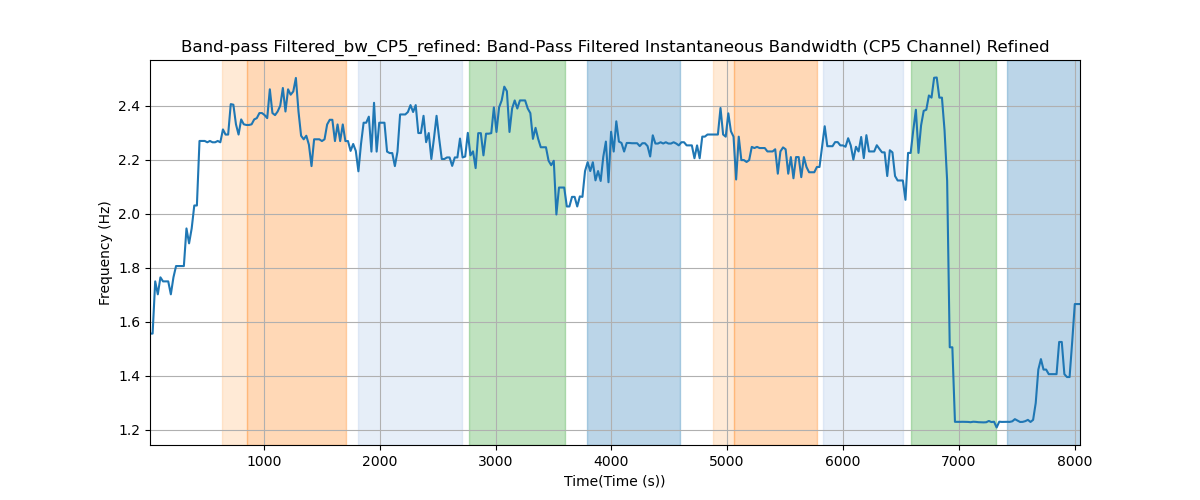 Band-pass Filtered_bw_CP5_refined: Band-Pass Filtered Instantaneous Bandwidth (CP5 Channel) Refined
Frequency (Hz)
2.4
2.2
2.0
1.8
1.6
1.4
1.2
1000 2000 3000 4000 5000 6000 7000 8000
Time(Time (s))